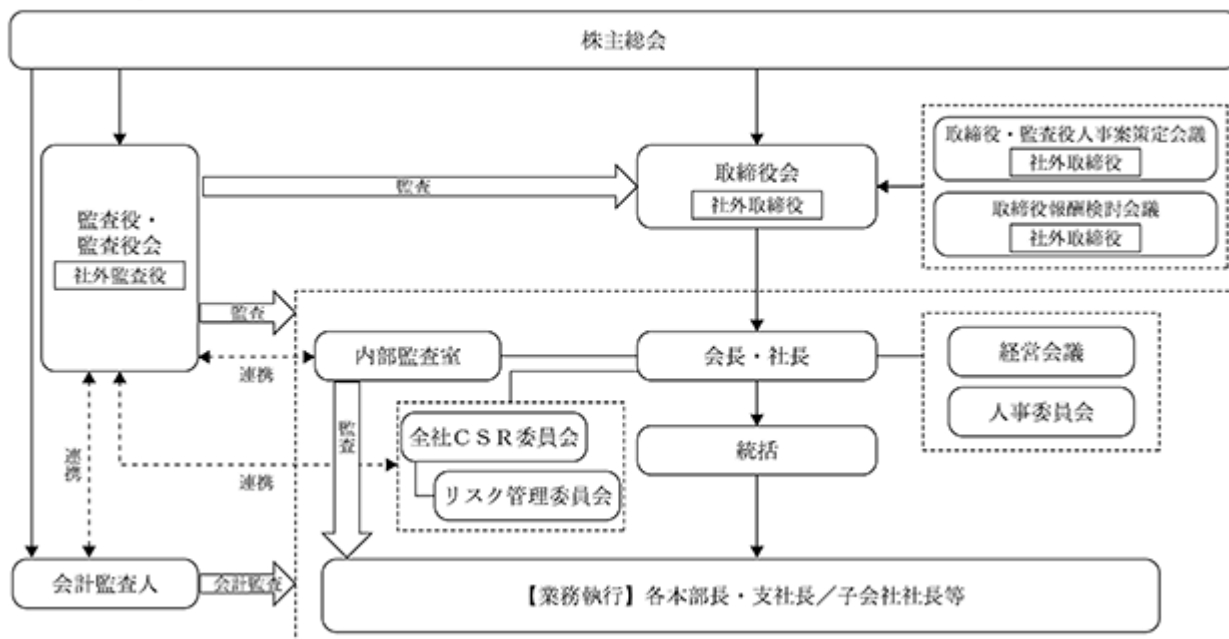 株主総会
取締役・監査役人事案策定会議
社外取締役
取締役会
社外取締役
監査
取締役報酬検討会議
社外取締役
監査役・
監査役会
社外監査役
監査
内部監査室
会長・社長
経営会議
連携
人事委員会
監査
全社ＣＳＲ委員会
統括
連携
連携
リスク管理委員会
会計監査人
会計監査
【業務執行】各本部長・支社長／子会社社長等